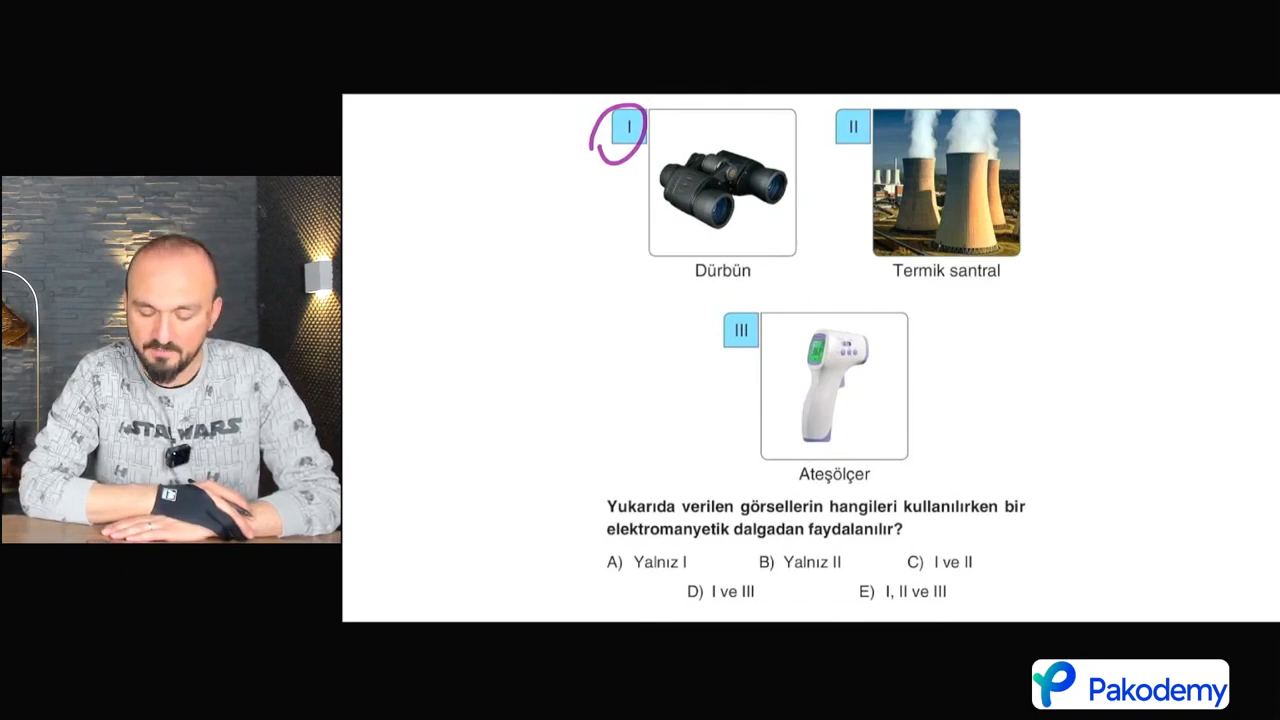 I
II
Dürbün
Termik santral
III
Ateşölçer
Yukarıda verilen görsellerin hangileri kullanılırken bir
elektromanyetik dalgadan faydalanılır?
A) Yalnız I B) Yalnız II C) I ve II
D) I ve III E) I, II ve III
STAR WARS
Pakodemy